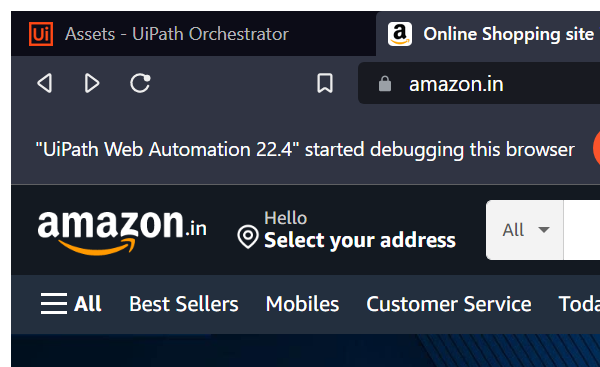 Ui Assets - UiPath Orchestrator
a Online Shopping site
amazon.in
"UiPath Web Automation 22.4" started debugging this browser
amazon.in
Hello
Select your address
All
All Best Sellers Mobiles Customer Service Toda